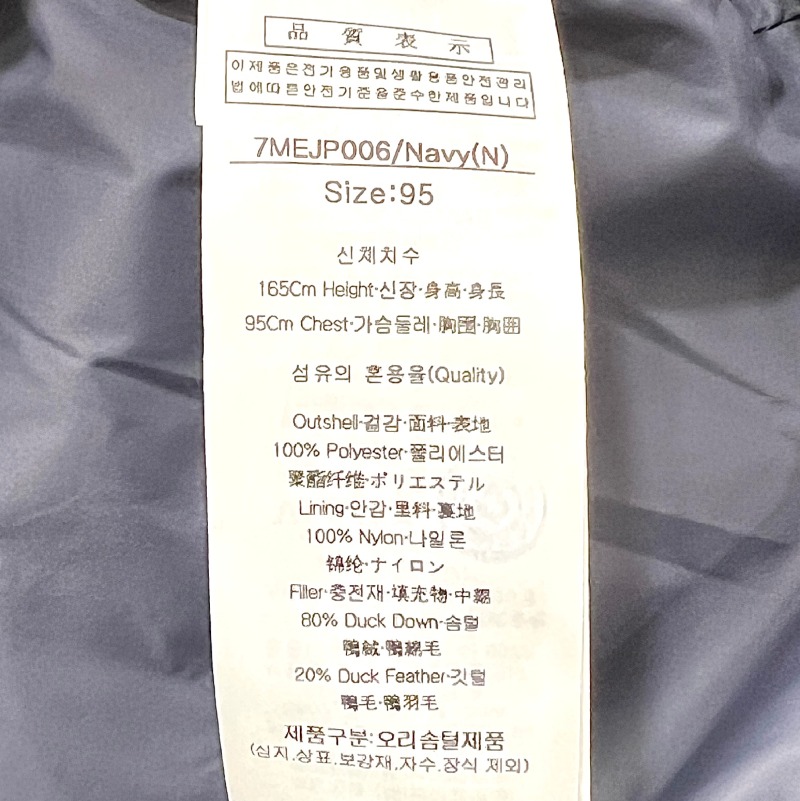 品質表示
이제품은전기용품및생활용품안전관리
법에따른안전기준을준수한제품입니다
7MEJP006/Navy(N)
Size:95
신체치수
165Cm Height·신장·身高·身長
95Cm Chest·가슴둘레·胸围·胸囲
섬유의 혼용율(Quality)
Outshell·겉감·面料·表地
100% Polyester·폴리에스터
聚酯纤维·ポリエステル
Lining·안감·里料·裏地
100% Nylon·나일론
锦纶·ナイロン
Filler·충전재·填充物·中綿
80% Duck Down·솜털
鴨絨·鴨綿毛
20% Duck Feather·깃털
鴨毛·鴨羽毛
제품구분:오리솜털제품
(심지.상표.보강재,자수.장식 제외)